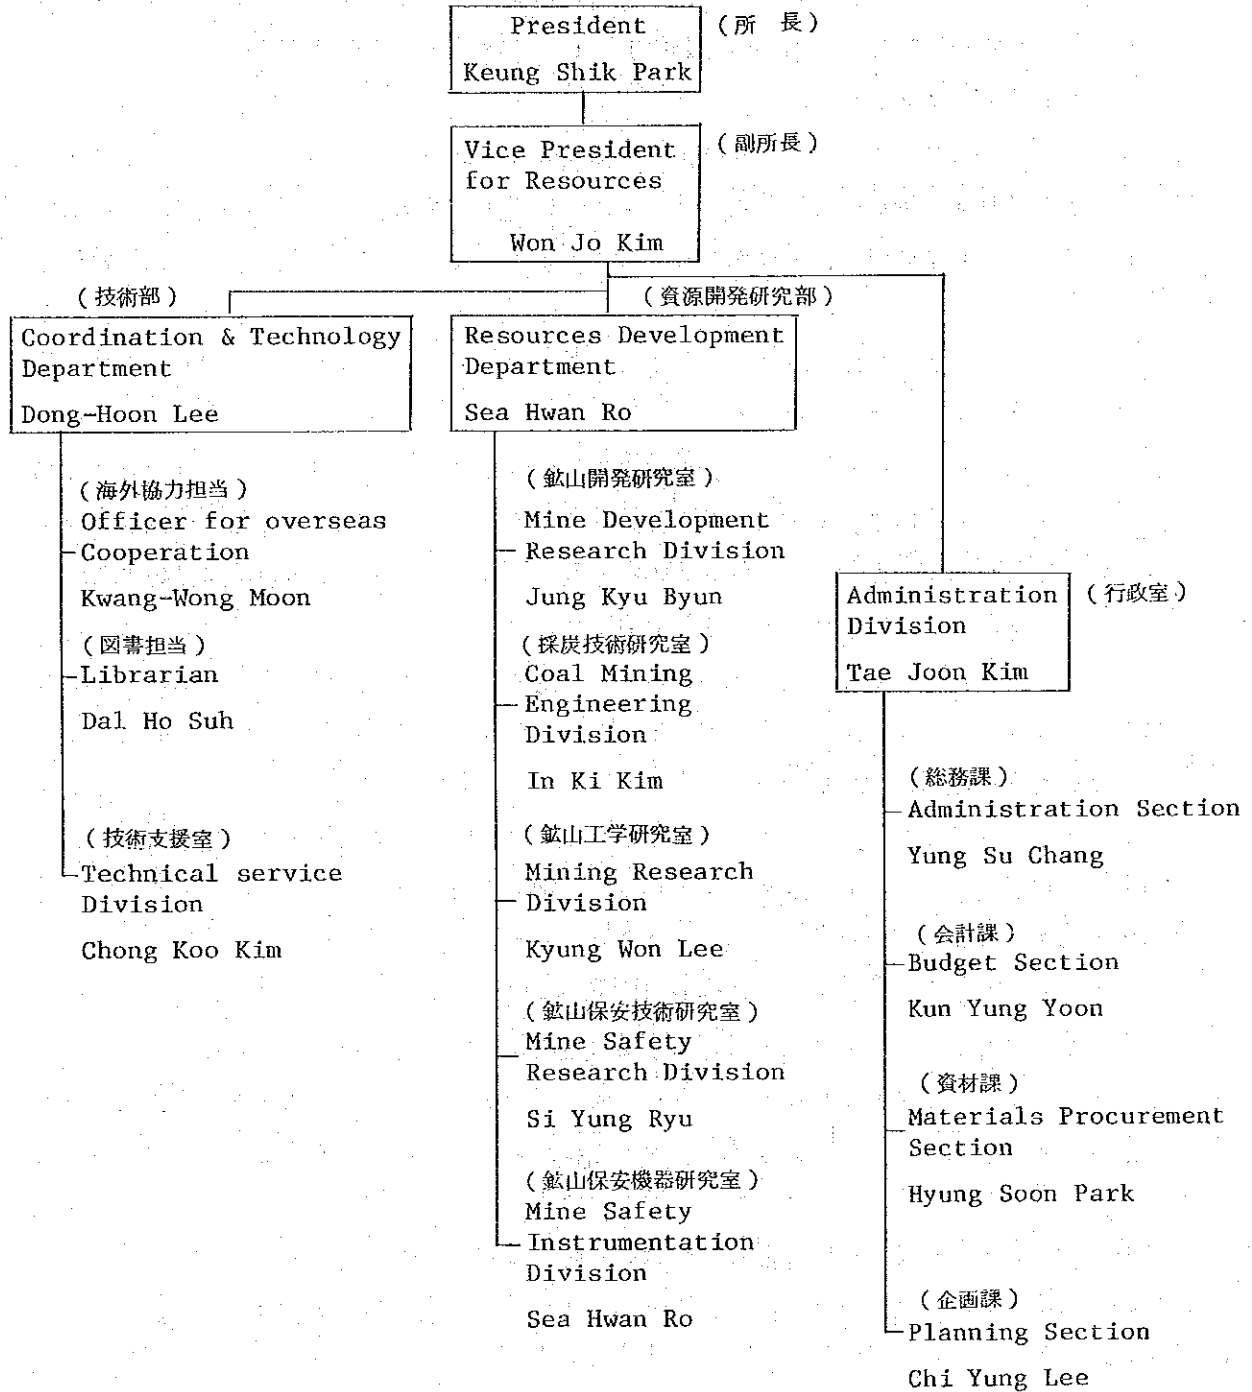 President
（所　長）
Keung Shik Park
Vice President
（副所長）
for Resources
Won Jo Kim
（技術部）
Coordination & Technology
Department
Dong-Hoon Lee
（海外協力担当）
Officer for overseas
Cooperation
Kwang-Wong Moon
（図書担当）
Librarian
Dal Ho Suh
（技術支援室）
Technical service
Division
Chong Koo Kim
（資源開発研究部）
Resources Development
Department
Sea Hwan Ro
（鉱山開発研究室）
Mine Development
Research Division
Jung Kyu Byun
（採炭技術研究室）
Coal Mining
Engineering
Division
In Ki Kim
（鉱山工学研究室）
Mining Research
Division
Kyung Won Lee
（鉱山保安技術研究室）
Mine Safety
Research Division
Si Yung Ryu
（鉱山保安機器研究室）
Mine Safety
Instrumentation
Division
Sea Hwan Ro
Administration
（行政室）
Division
Tae Joon Kim
（総務課）
Administration Section
Yung Su Chang
（会計課）
Budget Section
Kun Yung Yoon
（資材課）
Materials Procurement
Section
Hyung Soon Park
（企画課）
Planning Section
Chi Yung Lee